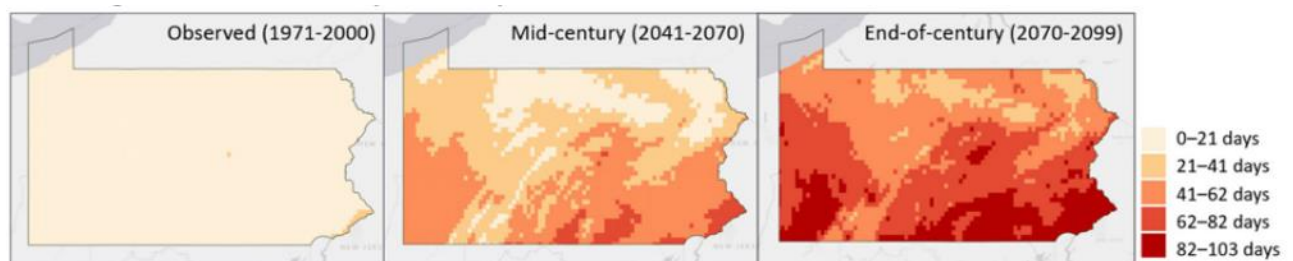 Observed (1971-2000)
Mid-century (2041-2070)
End-of-century (2070-2099)
0–21 days
21–41 days
41–62 days
62–82 days
82–103 days